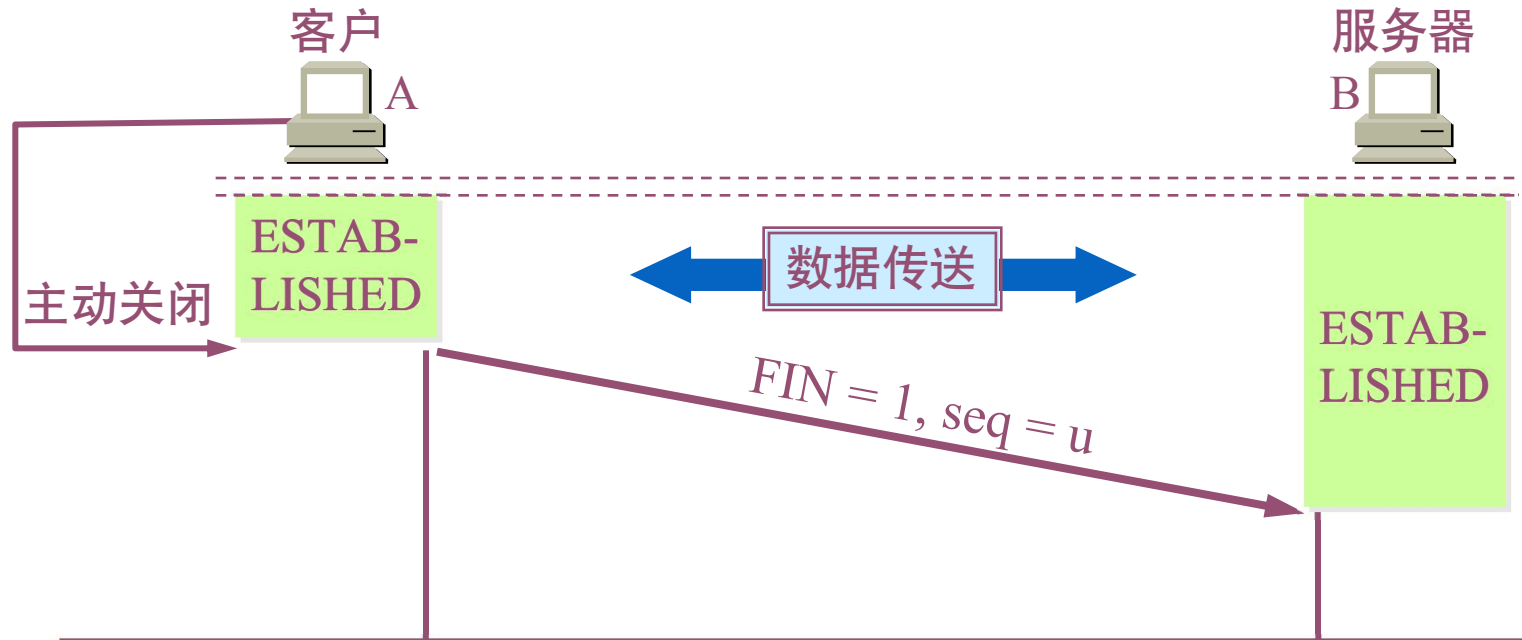 客户
服务器
A
B
ESTAB-
LISHED
数据传送
主动关闭
ESTAB-
LISHED
FIN = 1, seq = u